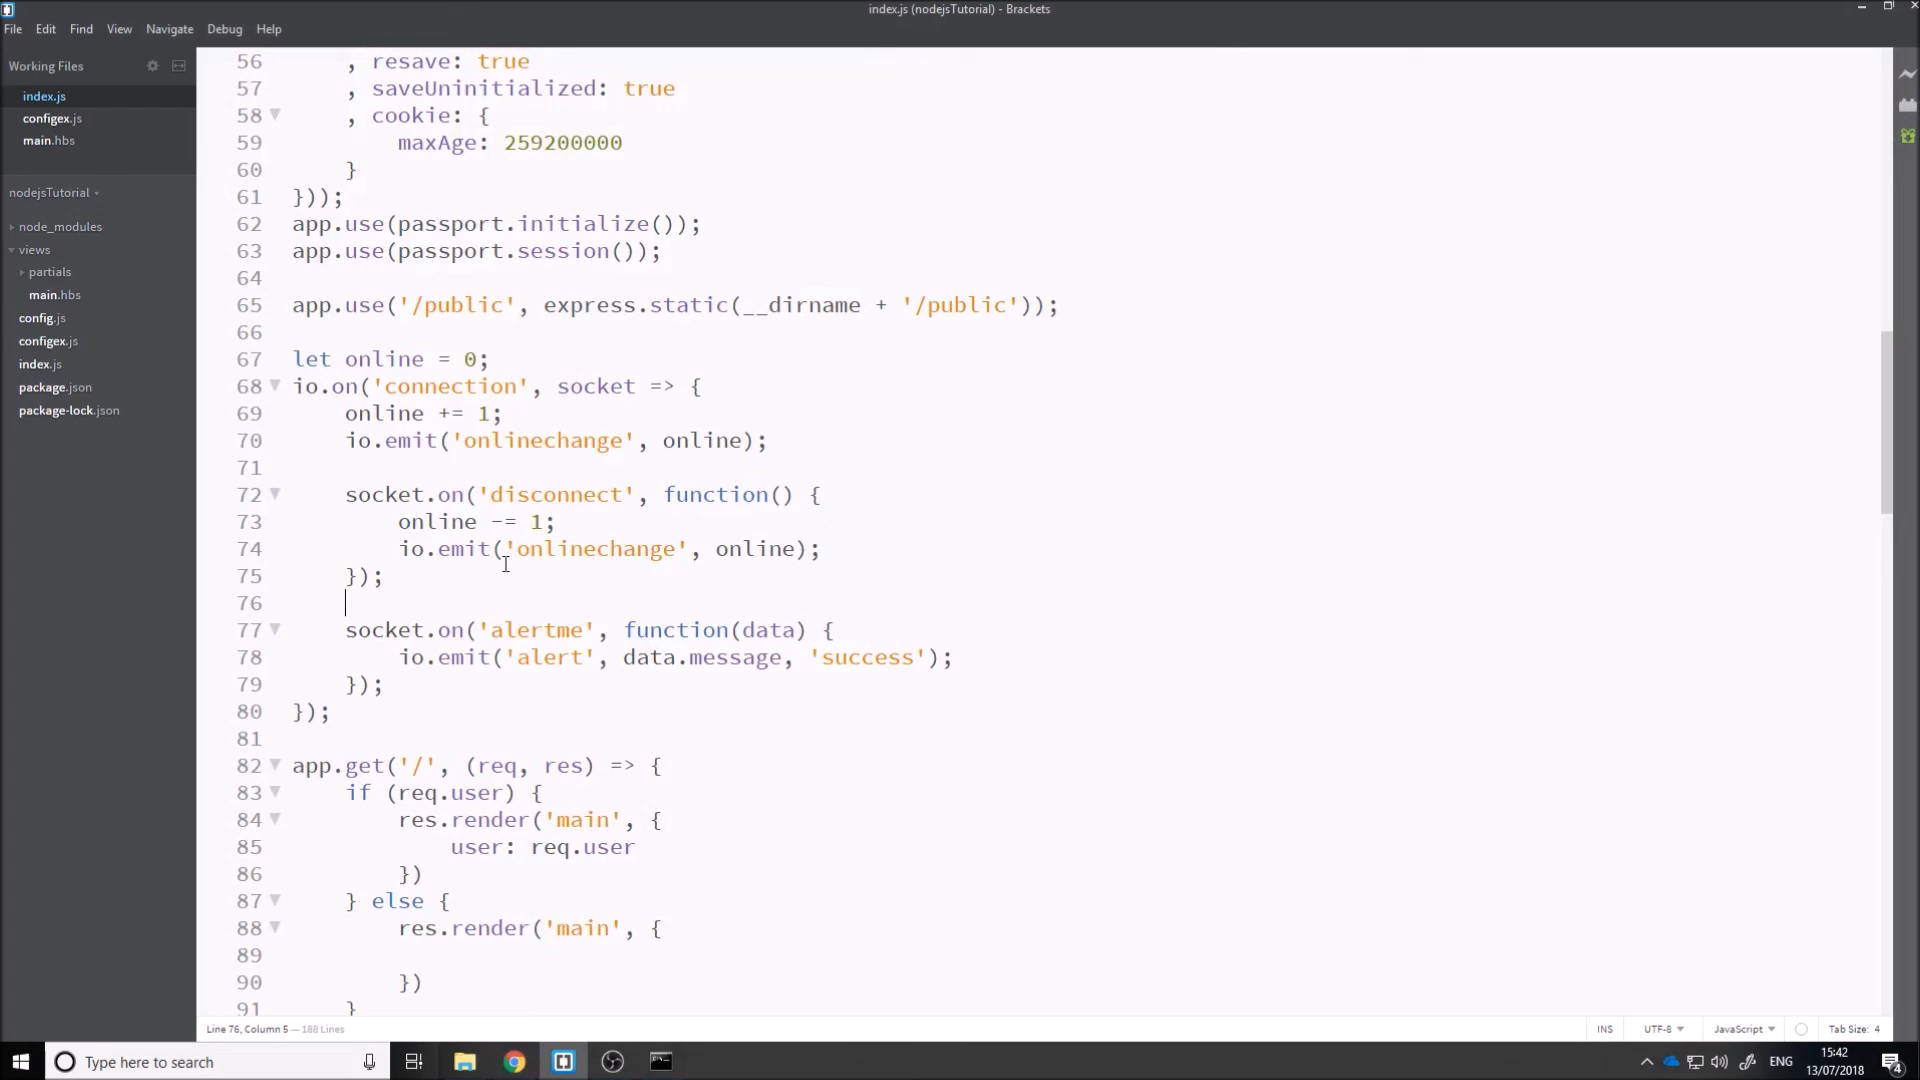 index.js (nodejsTutorial) - Brackets
File Edit Find View Navigate Debug Help
Working Files
index.js
configex.js
main.hbs
nodejsTutorial
node_modules
views
partials
main.hbs
config.js
configex.js
index.js
package.json
package-lock.json
56 , resave: true
57 , saveUninitialized: true
58 , cookie: {
59 maxAge: 259200000
60 }
61 }));
62 app.use(passport.initialize());
63 app.use(passport.session());
64
65 app.use('/public', express.static(__dirname + '/public'));
66
67 let online = 0;
68 io.on('connection', socket => {
69 online += 1;
70 io.emit('onlinechange', online);
71
72 socket.on('disconnect', function() {
73 online -= 1;
74 io.emit('onlinechange', online);
75 });
76
77 socket.on('alertme', function(data) {
78 io.emit('alert', data.message, 'success');
79 });
80 });
81
82 app.get('/', (req, res) => {
83 if (req.user) {
84 res.render('main', {
85 user: req.user
86 })
87 } else {
88 res.render('main', {
89
90 })
91 }
Line 76, Column 5 — 188 Lines
INS UTF-8 JavaScript Tab Size: 4
Type here to search
ENG
15:42
13/07/2018
4